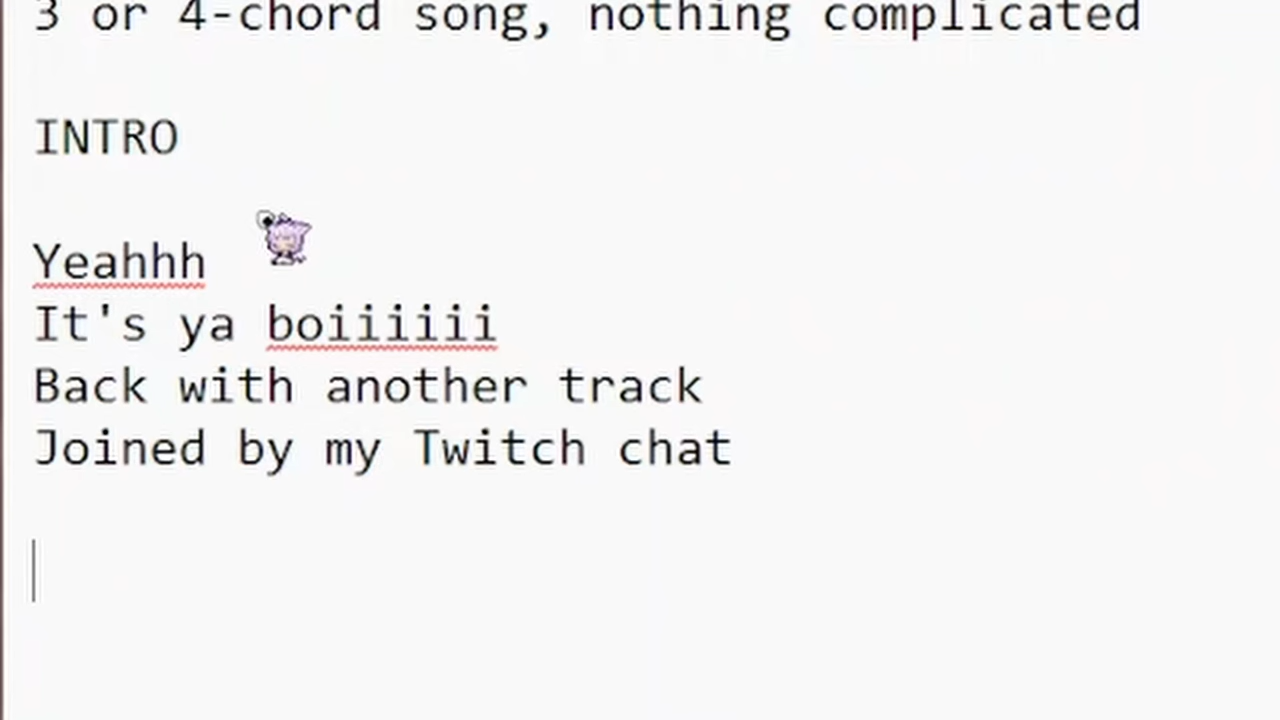 3 or 4-chord song, nothing complicated
INTRO
Yeahhh
It's ya boiiiiii
Back with another track
Joined by my Twitch chat